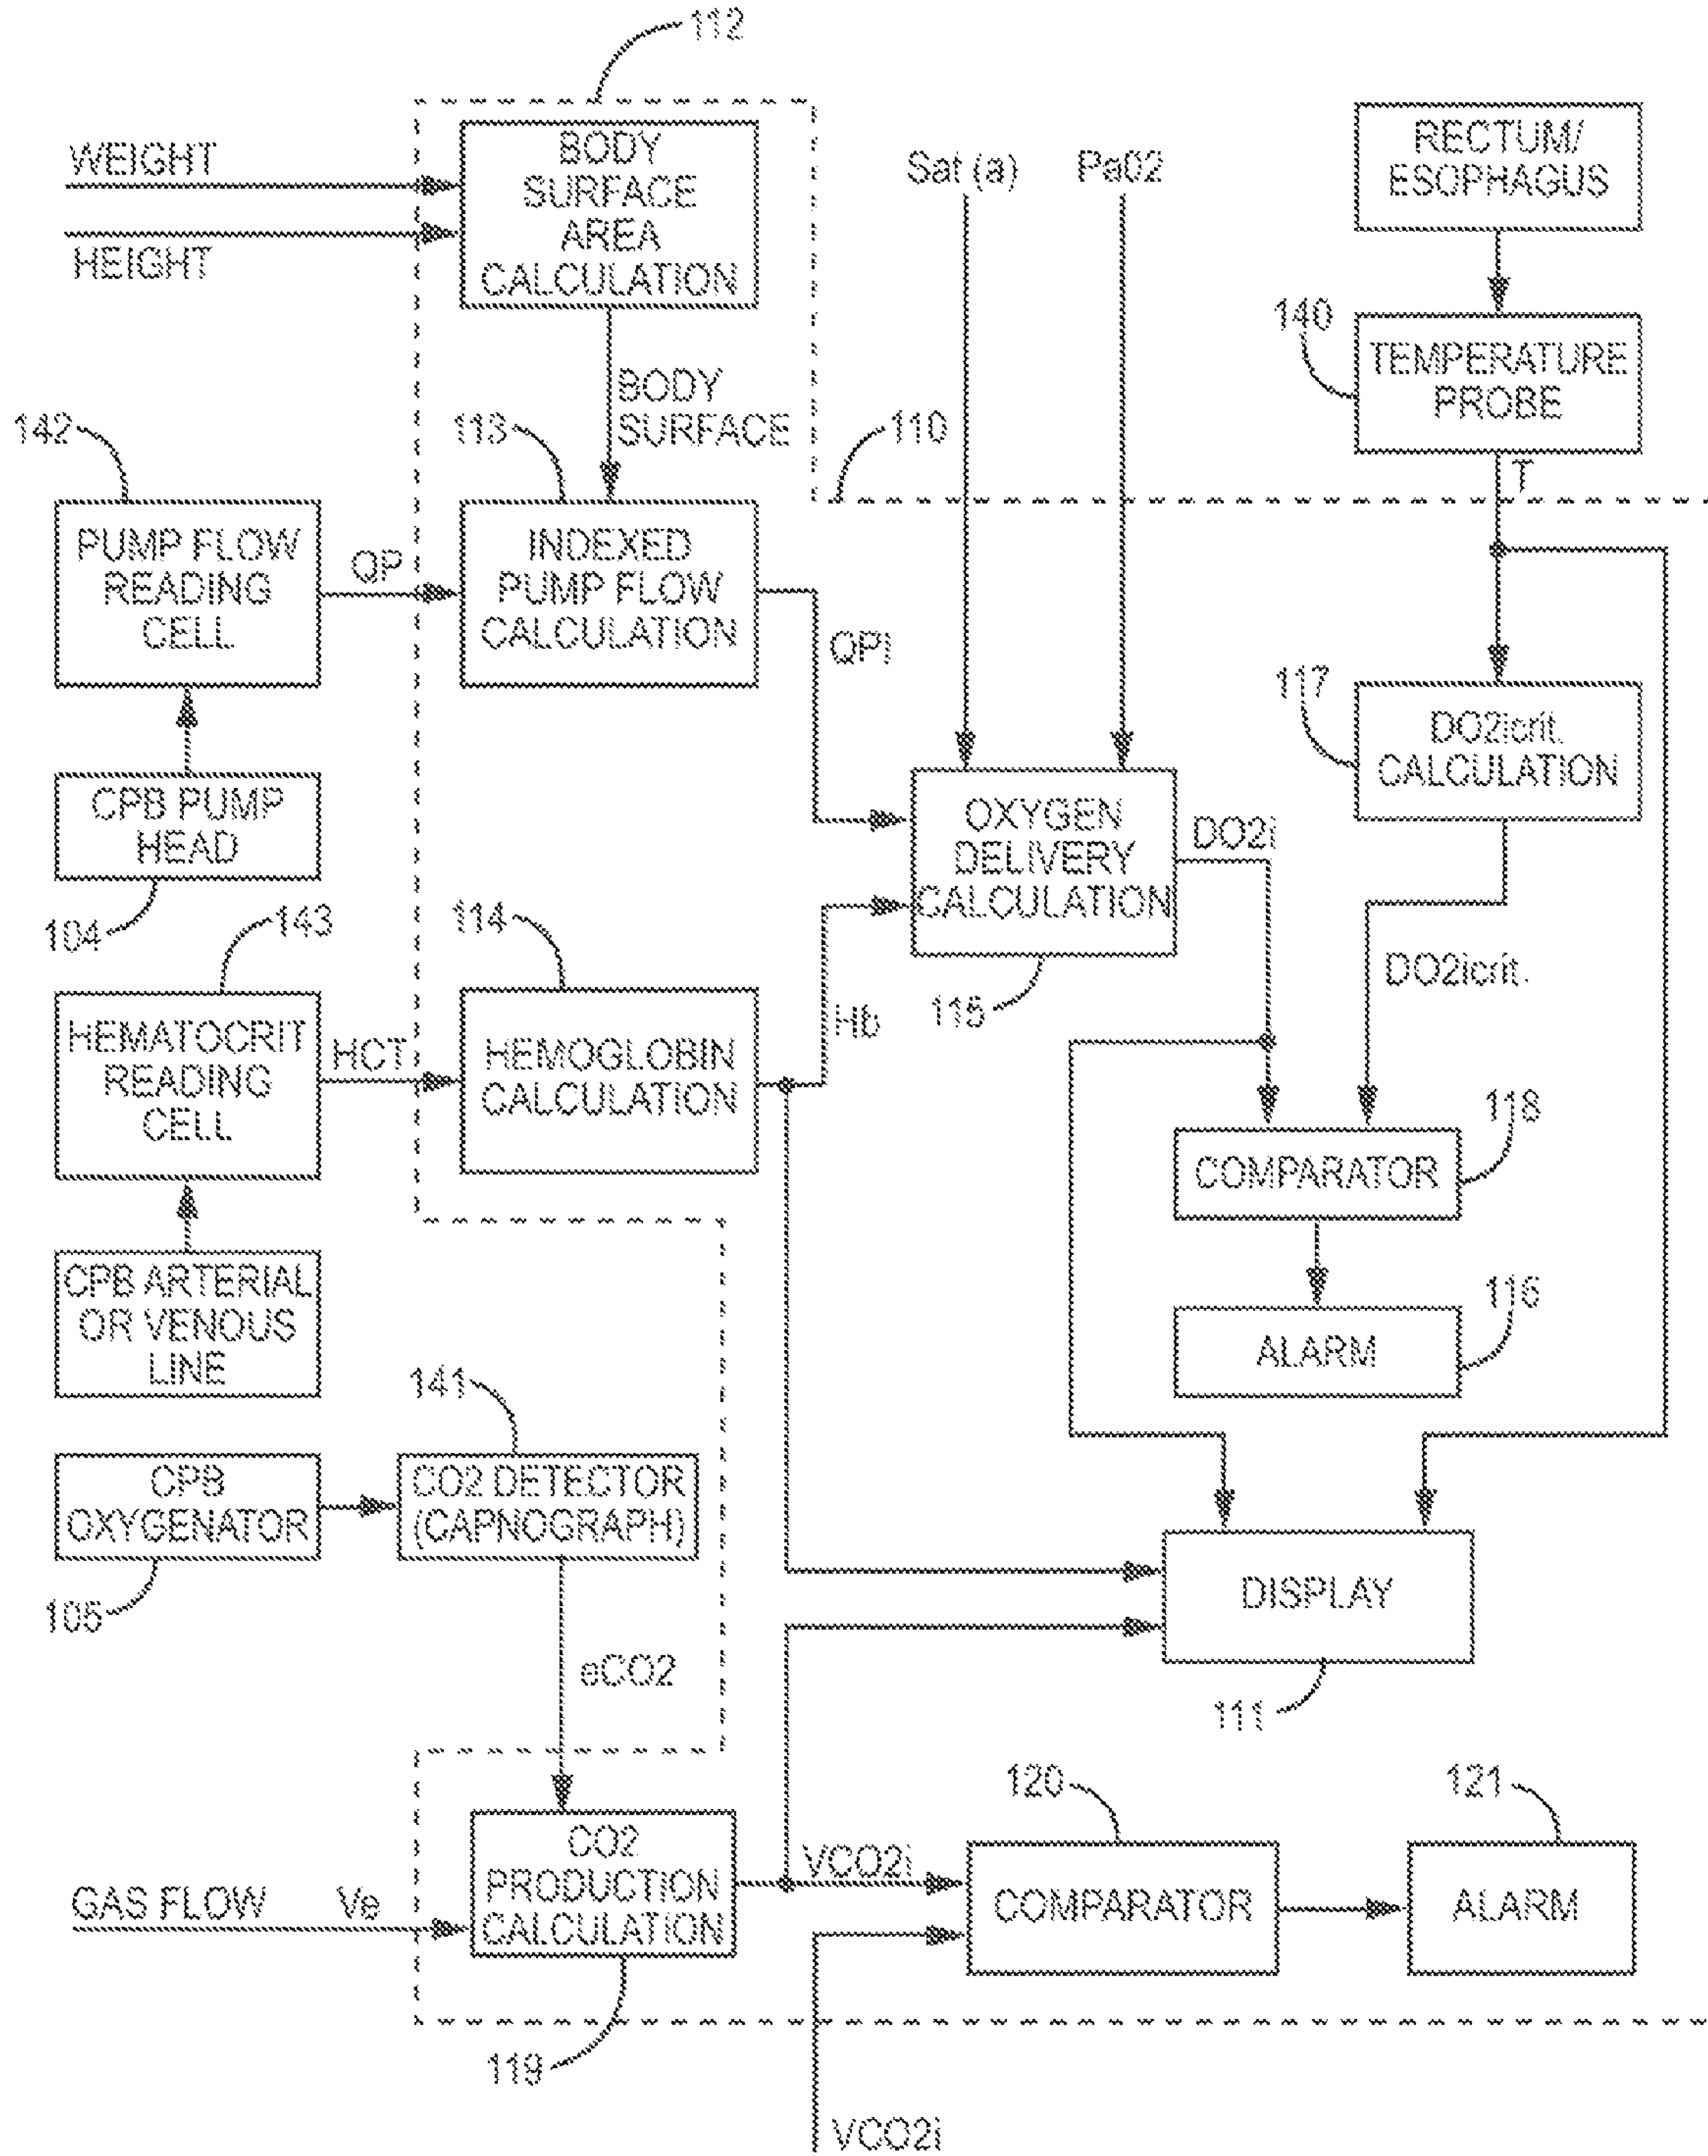 112
WEIGHT
HEIGHT
BODY
SURFACE
AREA
CALCULATION
Sat (a)
Pa02
RECTUM/
ESOPHAGUS
140
TEMPERATURE
PROBE
T
BODY
SURFACE
142
113
110
PUMP FLOW
READING
CELL
QP
INDEXED
PUMP FLOW
CALCULATION
QPi
117
DO2icrit.
CALCULATION
CPB PUMP
HEAD
104
OXYGEN
DELIVERY
CALCULATION
DO2i
115
DO2icrit.
143
114
HEMATOCRIT
READING
CELL
HCT
HEMOGLOBIN
CALCULATION
Hb
118
COMPARATOR
CPB ARTERIAL
OR VENOUS
LINE
116
ALARM
141
CPB
OXYGENATOR
105
CO2 DETECTOR
(CAPNOGRAPH)
eCO2
DISPLAY
111
120
121
GAS FLOW Ve
CO2
PRODUCTION
CALCULATION
119
VCO2i
COMPARATOR
ALARM
VCO2i